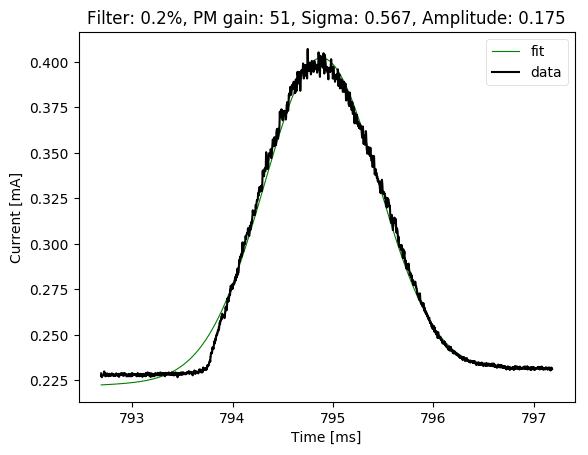 Filter: 0.2%, PM gain: 51, Sigma: 0.567, Amplitude: 0.175
fit
data
0.400
0.375
0.350
0.325
0.300
0.275
0.250
0.225
Current [mA]
793
794
795
796
797
Time [ms]